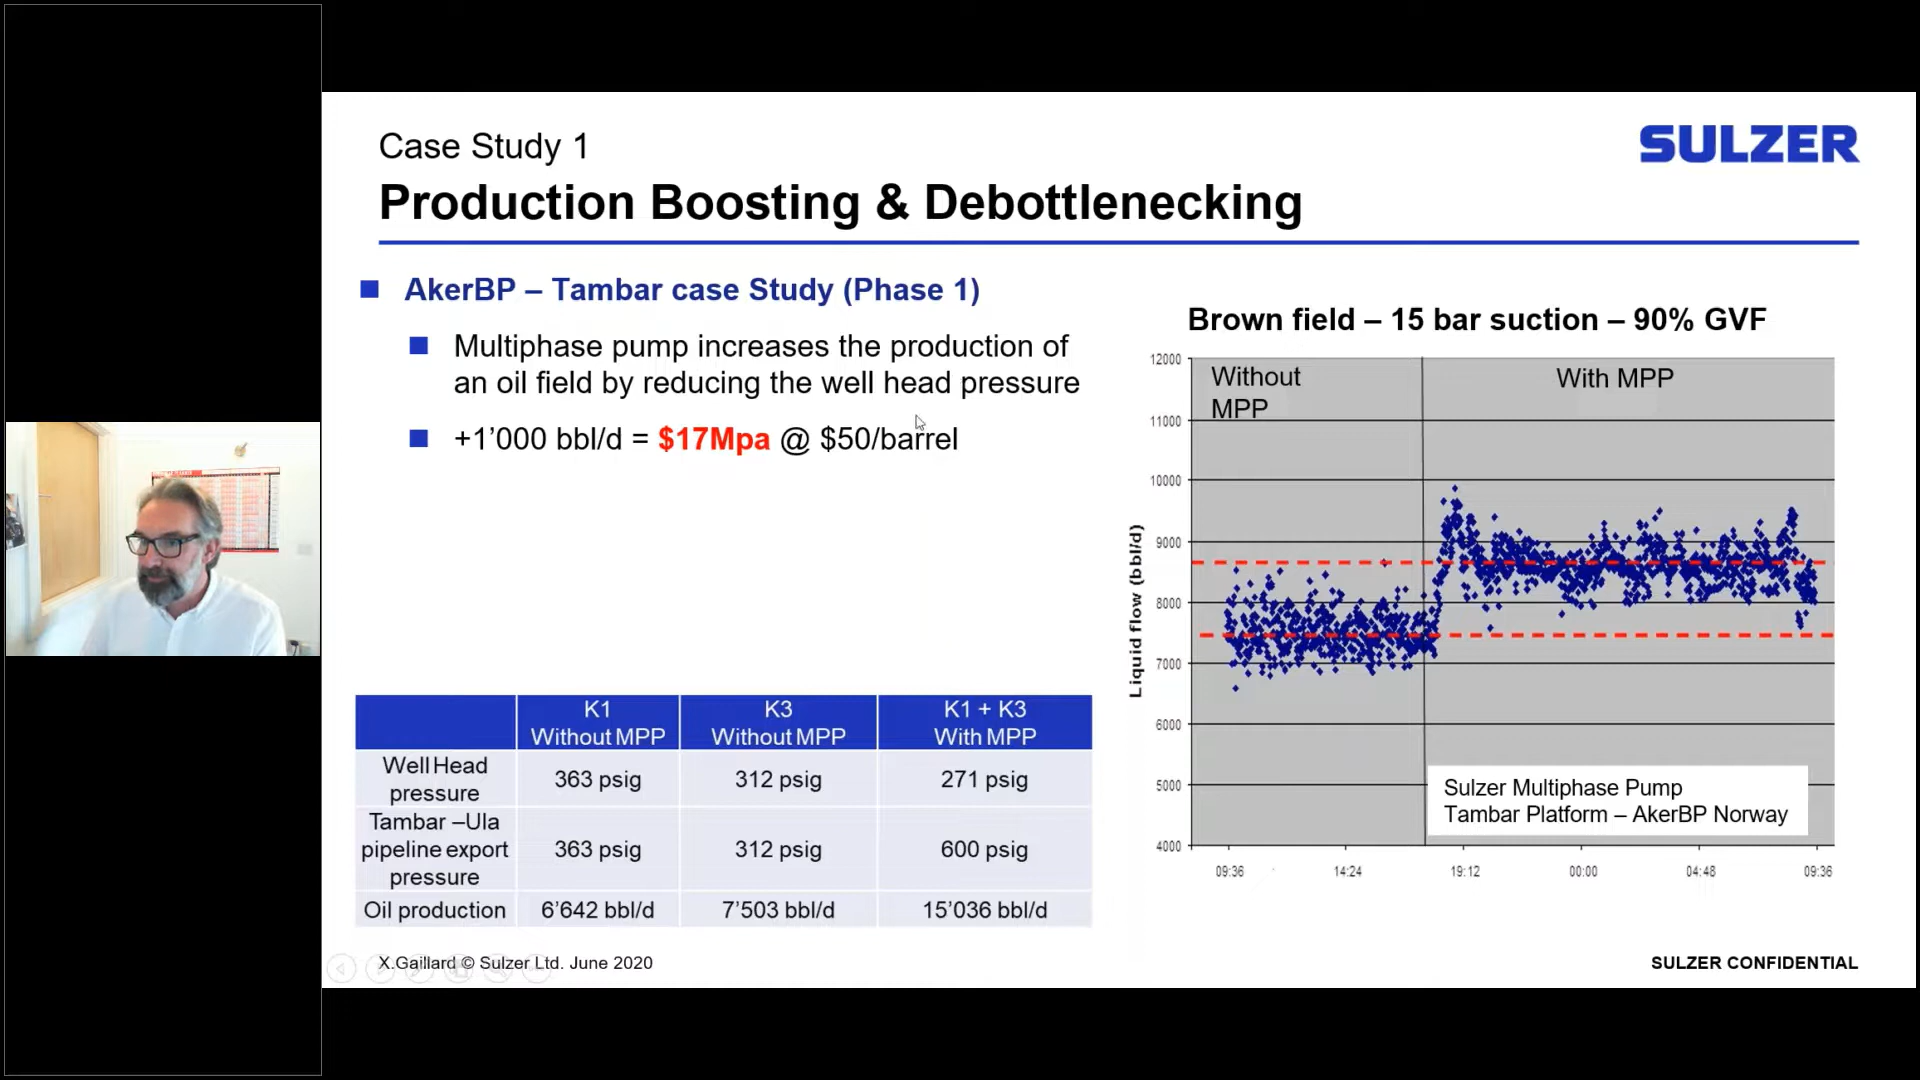 Case Study 1
SULZER
Production Boosting & Debottlenecking
AkerBP – Tambar case Study (Phase 1)
Multiphase pump increases the production of
an oil field by reducing the well head pressure
+1’000 bbl/d = $17Mpa @ $50/barrel
Brown field – 15 bar suction – 90% GVF
Without
MPP
With MPP
Liquid flow (bbl/d)
12000
11000
10000
9000
8000
7000
6000
5000
4000
09:36 14:24 19:12 00:00 04:48 09:36
Sulzer Multiphase Pump
Tambar Platform – AkerBP Norway
K1 K3 K1 + K3
Without MPP Without MPP With MPP
Well Head
pressure
363 psig 312 psig 271 psig
Tambar –Ula
pipeline export
pressure
363 psig 312 psig 600 psig
Oil production 6’642 bbl/d 7’503 bbl/d 15’036 bbl/d
X.Gaillard © Sulzer Ltd. June 2020
SULZER CONFIDENTIAL